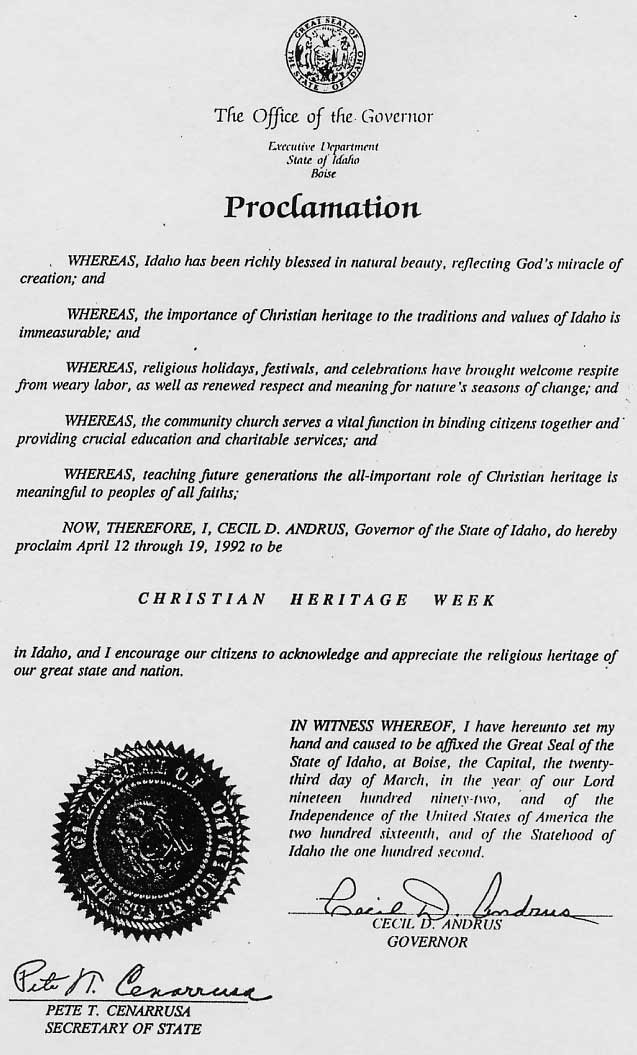 GREAT SEAL OF
THE STATE OF IDAHO
The Office of the Governor
Executive Department
State of Idaho
Boise
Proclamation
WHEREAS, Idaho has been richly blessed in natural beauty, reflecting God's miracle of
creation; and
WHEREAS, the importance of Christian heritage to the traditions and values of Idaho is
immeasurable; and
WHEREAS, religious holidays, festivals, and celebrations have brought welcome respite
from weary labor, as well as renewed respect and meaning for nature's seasons of change; and
WHEREAS, the community church serves a vital function in binding citizens together and
providing crucial education and charitable services; and
WHEREAS, teaching future generations the all-important role of Christian heritage is
meaningful to peoples of all faiths;
NOW, THEREFORE, I, CECIL D. ANDRUS, Governor of the State of Idaho, do hereby
proclaim April 12 through 19, 1992 to be
CHRISTIAN HERITAGE WEEK
in Idaho, and I encourage our citizens to acknowledge and appreciate the religious heritage of
our great state and nation.
IN WITNESS WHEREOF, I have hereunto set my
hand and caused to be affixed the Great Seal of the
State of Idaho, at Boise, the Capital, the twenty-
third day of March, in the year of our Lord
nineteen hundred ninety-two, and of the
Independence of the United States of America the
two hundred sixteenth, and of the Statehood of
Idaho the one hundred second.
Cecil D. Andrus
CECIL D. ANDRUS
GOVERNOR
GREAT SEAL OF
THE STATE OF IDAHO
Pete T. Cenarrusa
PETE T. CENARRUSA
SECRETARY OF STATE